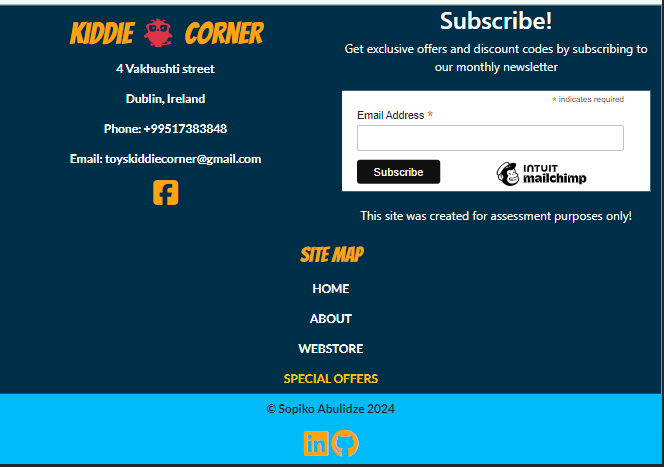 KIDDIE CORNER
4 Vakhushti street
Dublin, Ireland
Phone: +99517383848
Email: toyskiddiecorner@gmail.com
Subscribe!
Get exclusive offers and discount codes by subscribing to
our monthly newsletter
* indicates required
Email Address *
Subscribe
INTUIT
mailchimp
This site was created for assessment purposes only!
SITE MAP
HOME
ABOUT
WEBSTORE
SPECIAL OFFERS
© Sopiko Abulidze 2024